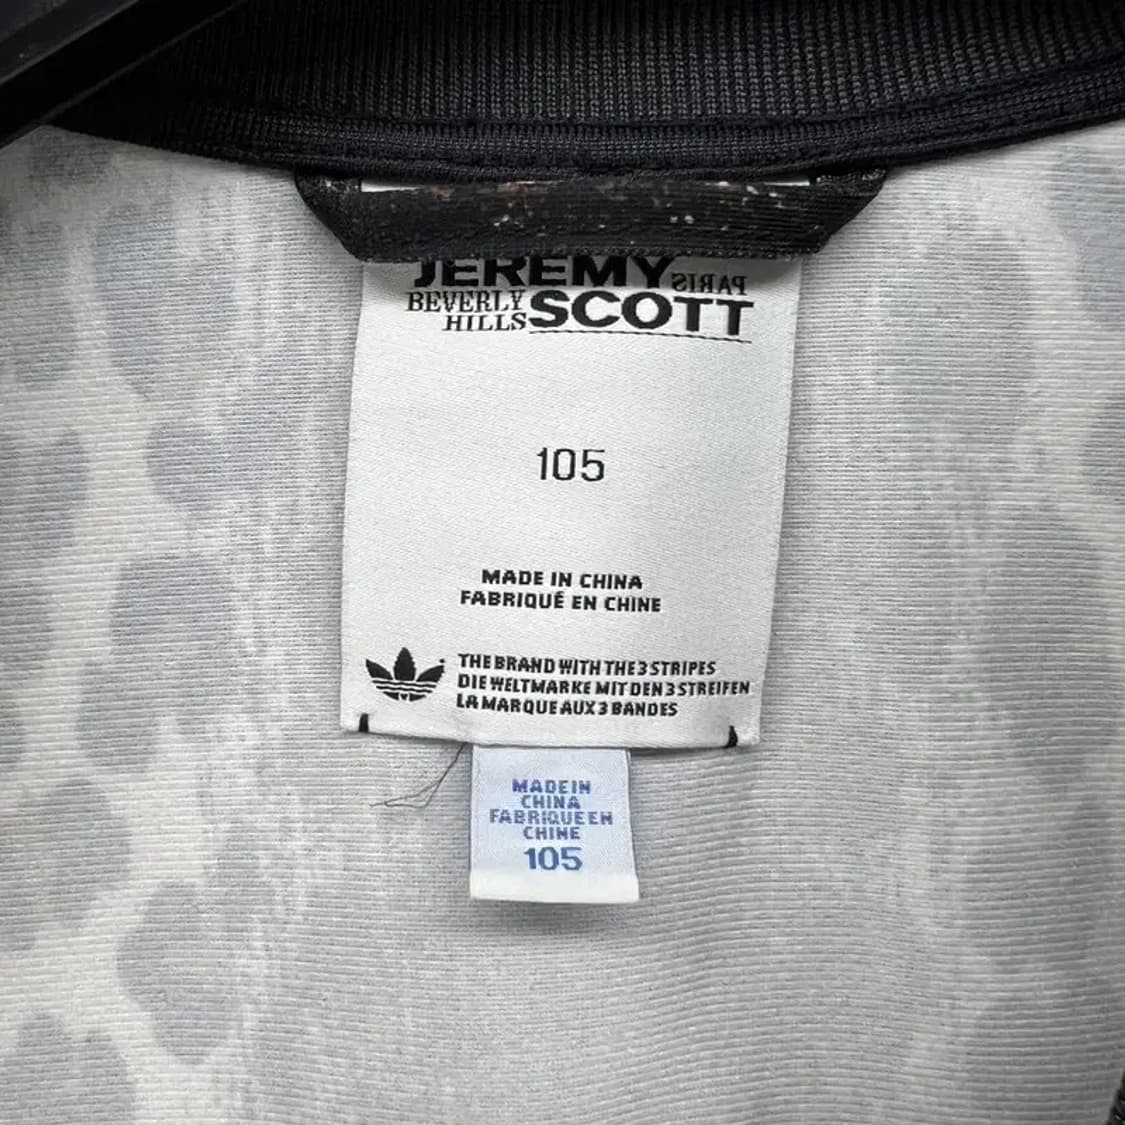 JEREMY PARIS
BEVERLY
HILLS SCOTT
105
MADE IN CHINA
FABRIQUÉ EN CHINE
THE BRAND WITH THE 3 STRIPES
DIE WELTMARKE MIT DEN 3 STREIFEN
LA MARQUE AUX 3 BANDES
MADE IN
CHINA
FABRIQUE EN
CHINE
105